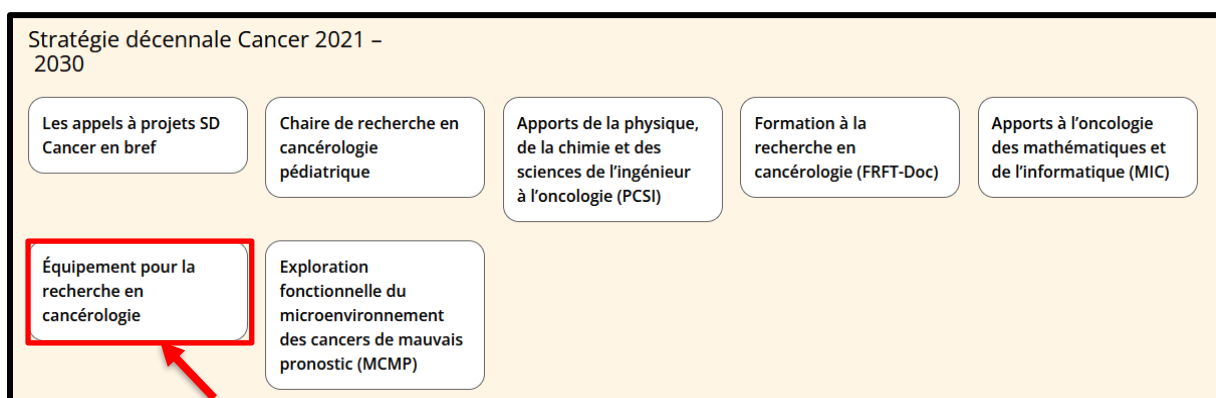 Stratégie décennale Cancer 2021 –
2030
Les appels à projets SD
Cancer en bref
Chaire de recherche en
cancérologie
pédiatrique
Apports de la physique,
de la chimie et des
sciences de l'ingénieur
à l'oncologie (PCSI)
Formation à la
recherche en
cancérologie (FRFT-Doc)
Apports à l'oncologie
des mathématiques et
de l'informatique (MIC)
Équipement pour la
recherche en
cancérologie
Exploration
fonctionnelle du
microenvironnement
des cancers de mauvais
pronostic (MCMP)